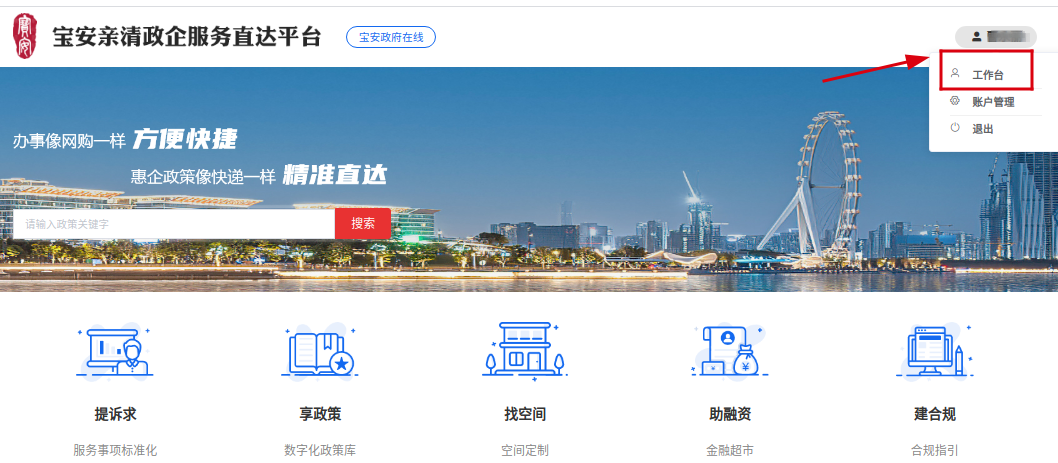 寶安
宝安亲清政企服务直达平台
宝安政府在线
工作台
账户管理
退出
办事像网购一样 方便快捷
惠企政策像快递一样 精准直达
请输入政策关键字
搜索
提诉求
享政策
找空间
助融资
建合规
服务事项标准化
数字化政策库
空间定制
金融超市
合规指引